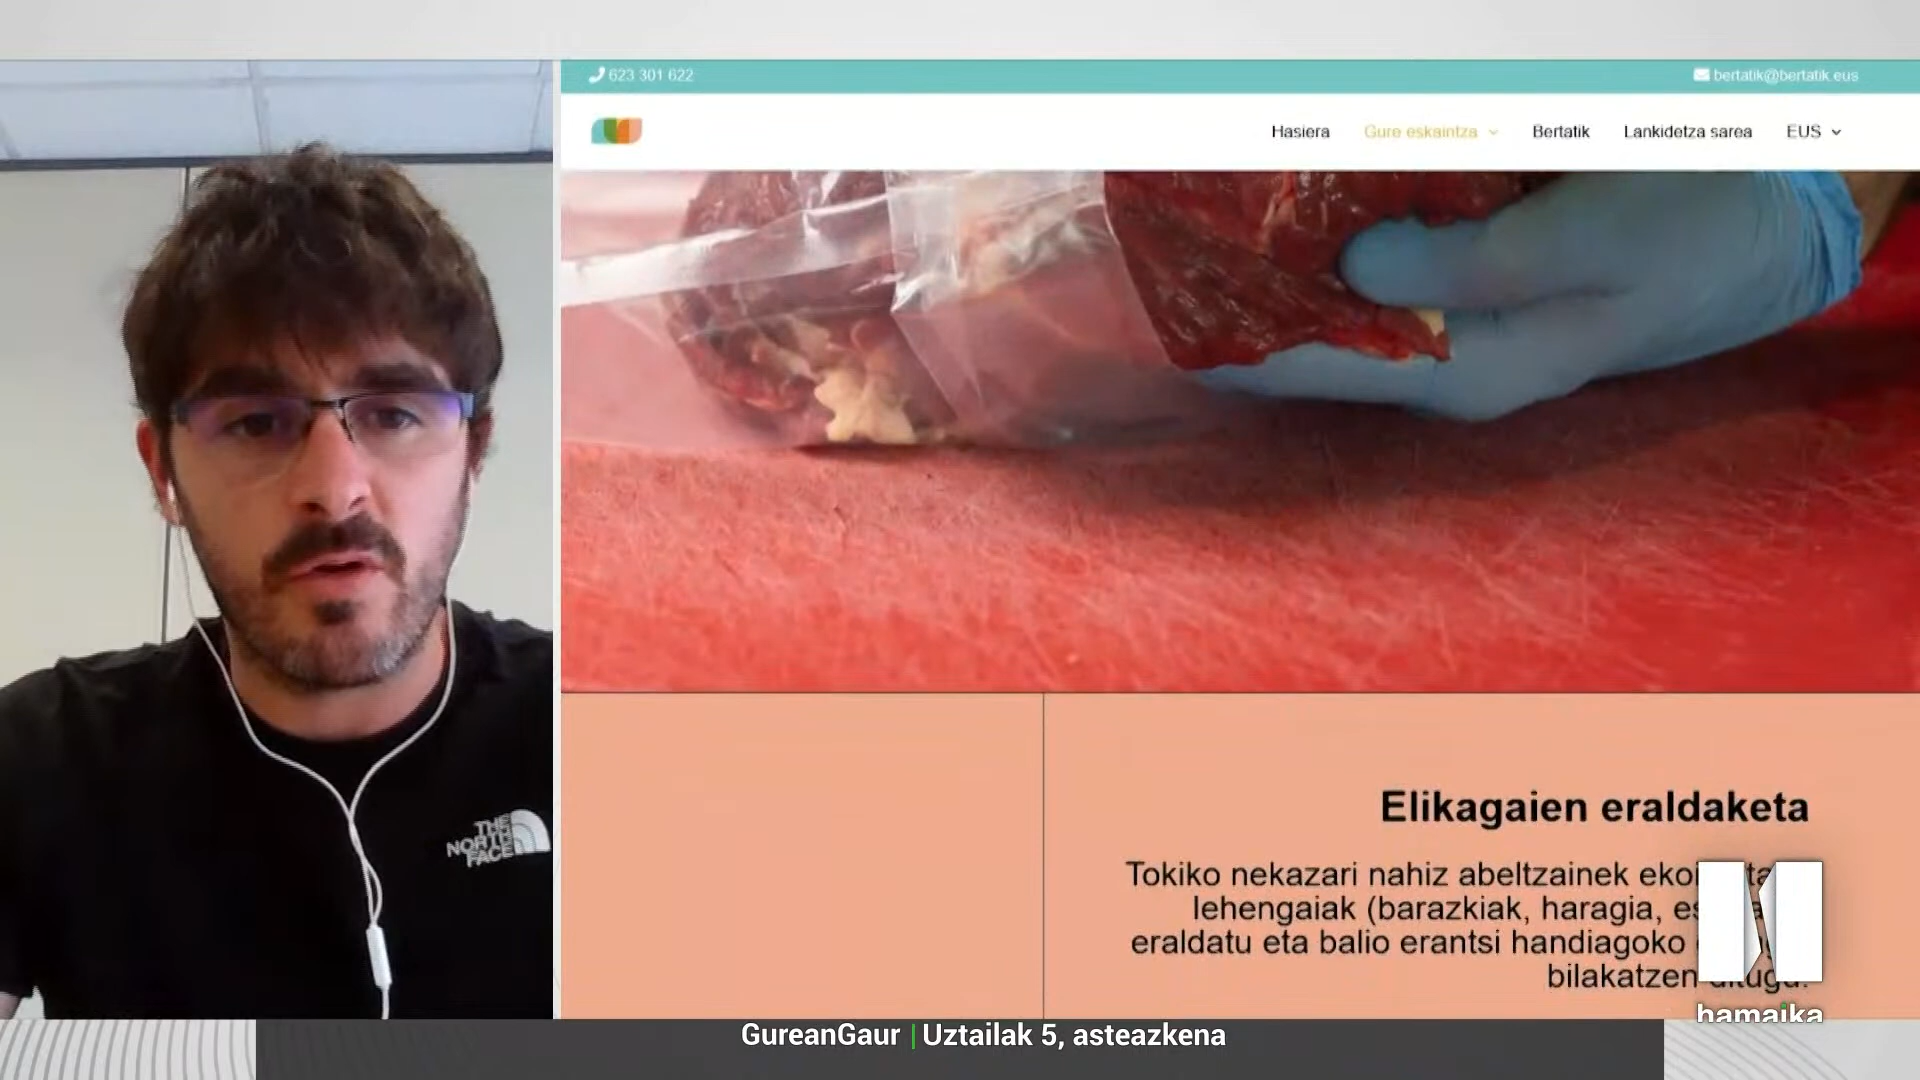 623 301 622
bertatik@bertatik.eus
Hasiera
Gure eskaintza
Bertatik
Lankidetza sarea
EUS
THE
NORTH
FACE
Elikagaien eraldaketa
Tokiko nekazari nahiz abeltzainek
lehengaiak (barazkiak, haragia,
eraldatu eta balio erantsi handiagoko
bilakatzen ditugu.
hamaika
GureanGaur | Uztailak 5, asteazkena